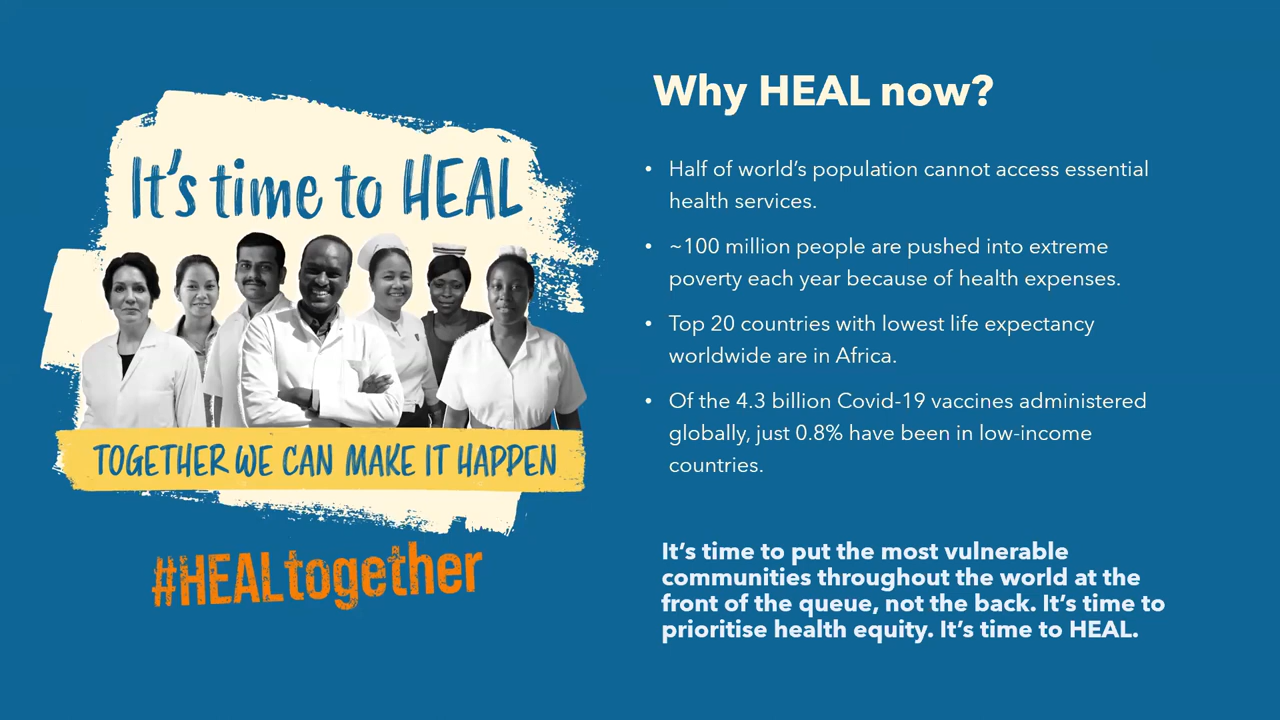 It's time to HEAL
TOGETHER WE CAN MAKE IT HAPPEN
#HEALtogether
Why HEAL now?
• Half of world's population cannot access essential
health services.
• ~100 million people are pushed into extreme
poverty each year because of health expenses.
• Top 20 countries with lowest life expectancy
worldwide are in Africa.
• Of the 4.3 billion Covid-19 vaccines administered
globally, just 0.8% have been in low-income
countries.
It's time to put the most vulnerable
communities throughout the world at the
front of the queue, not the back. It's time to
prioritise health equity. It's time to HEAL.